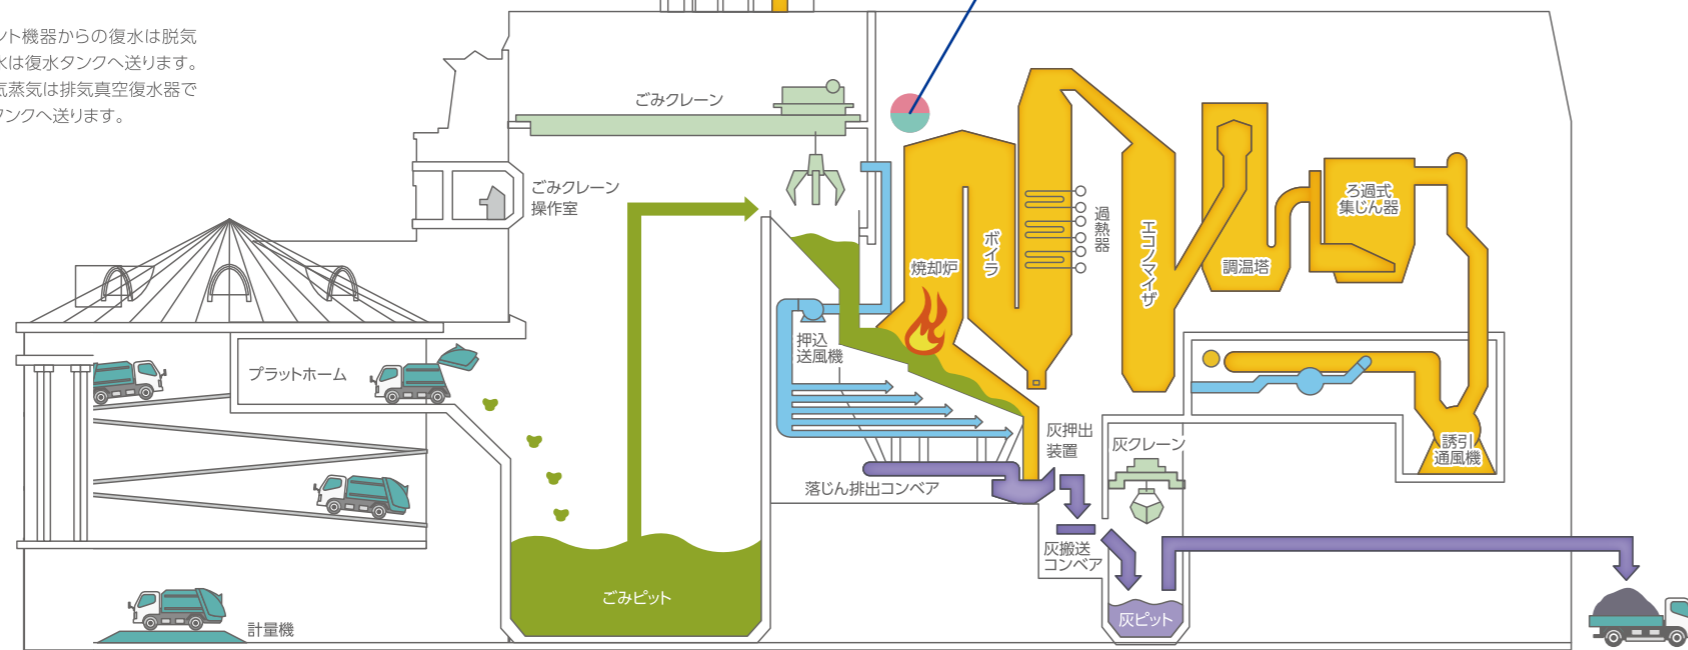 ント機器からの復水は脱気
水は復水タンクへ送ります。
気蒸気は排気真空復水器で
タンクへ送ります。
ごみクレーン
ごみクレーン
操作室
プラットホーム
計量機
ごみピット
押込
送風機
焼却炉
ボイラ
過熱器
エコノマイザ
調温塔
ろ過式
集じん器
誘引
通風機
落じん排出コンベア
灰押出
装置
灰クレーン
灰搬送
コンベア
灰ピット